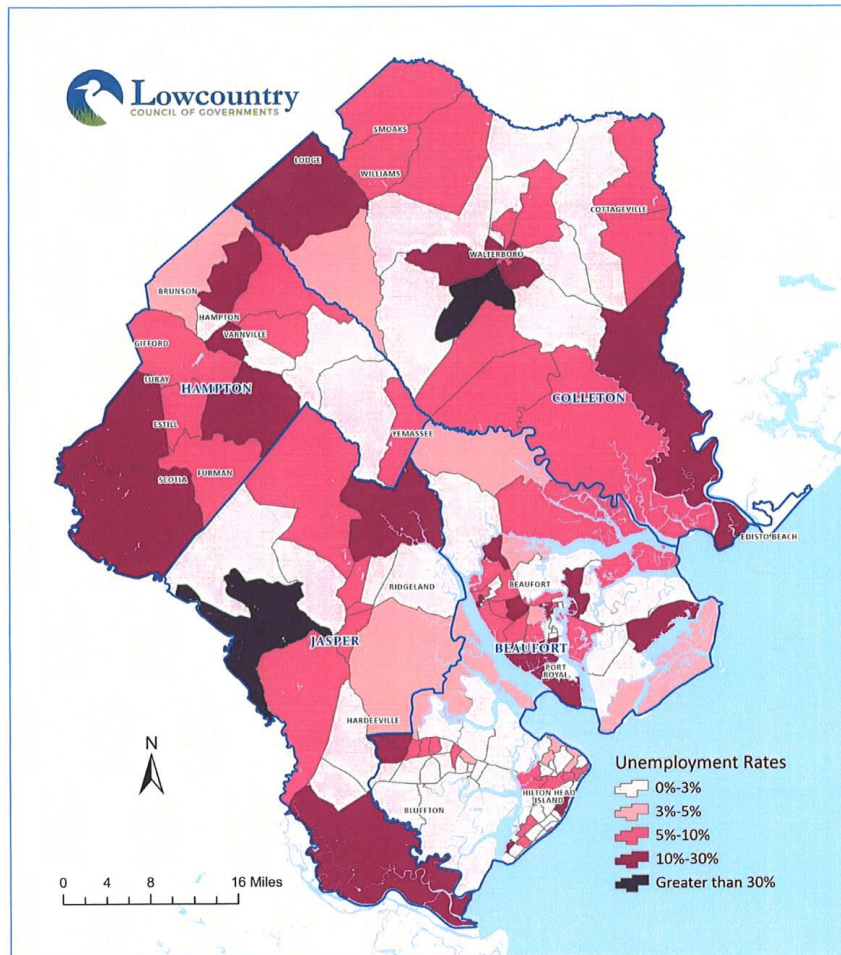 Lowcountry
COUNCIL OF GOVERNMENTS
SMOAKS
LODGE
WILLIAMS
COTTAGEVILLE
WALTERBORO
BRUNSON
HAMPTON
VARNVILLE
GIFFORD
LURAY
HAMPTON
COLLETON
ESTILL
YEMASSEE
FURMAN
SCOTIA
EDISTO BEACH
RIDGELAND
BEAUFORT
JASPER
BEAUFORT
PORT
ROYAL
HARDEEVILLE
N
Unemployment Rates
0%-3%
3%-5%
5%-10%
10%-30%
Greater than 30%
HILTON HEAD
ISLAND
BLUFFTON
0 4 8 16 Miles